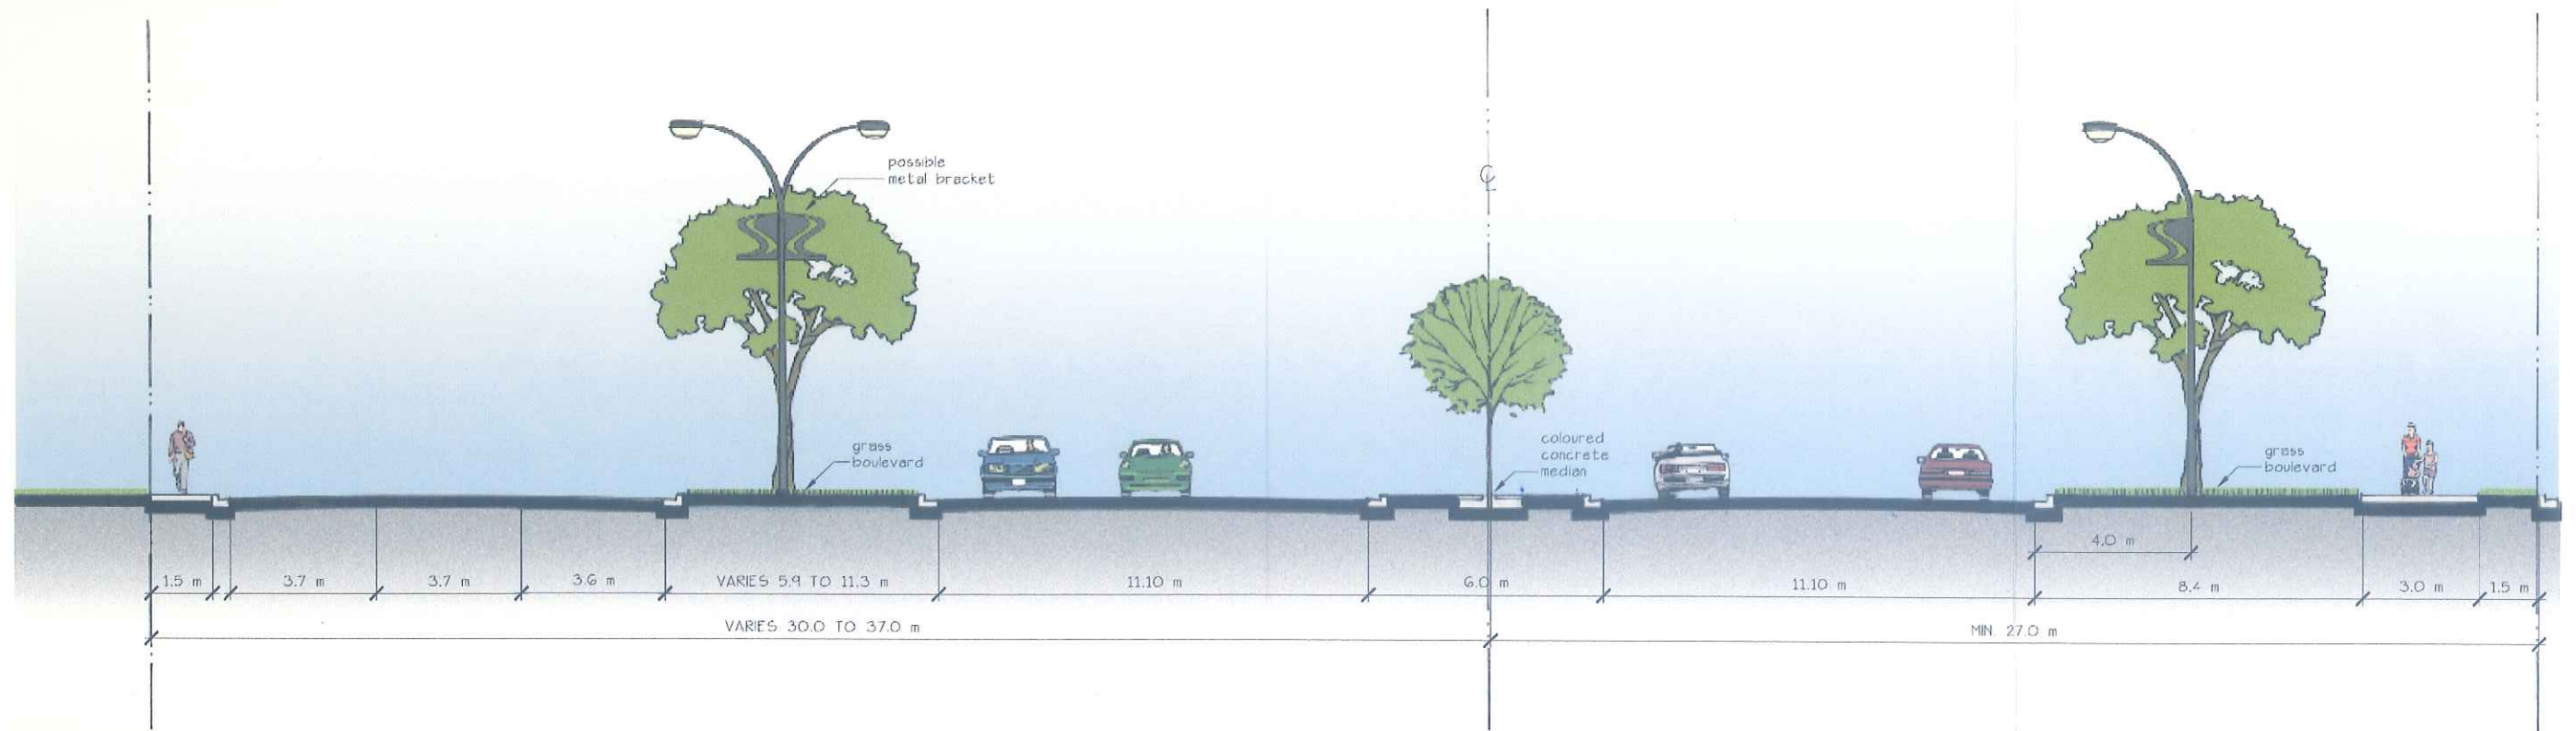 possible
metal bracket
℄
grass
boulevard
coloured
concrete
median
grass
boulevard
4.0 m
1.5 m
3.7 m
3.7 m
3.6 m
VARIES 5.9 TO 11.3 m
11.10 m
6.0 m
11.10 m
8.4 m
3.0 m
1.5 m
VARIES 30.0 TO 37.0 m
MIN. 27.0 m